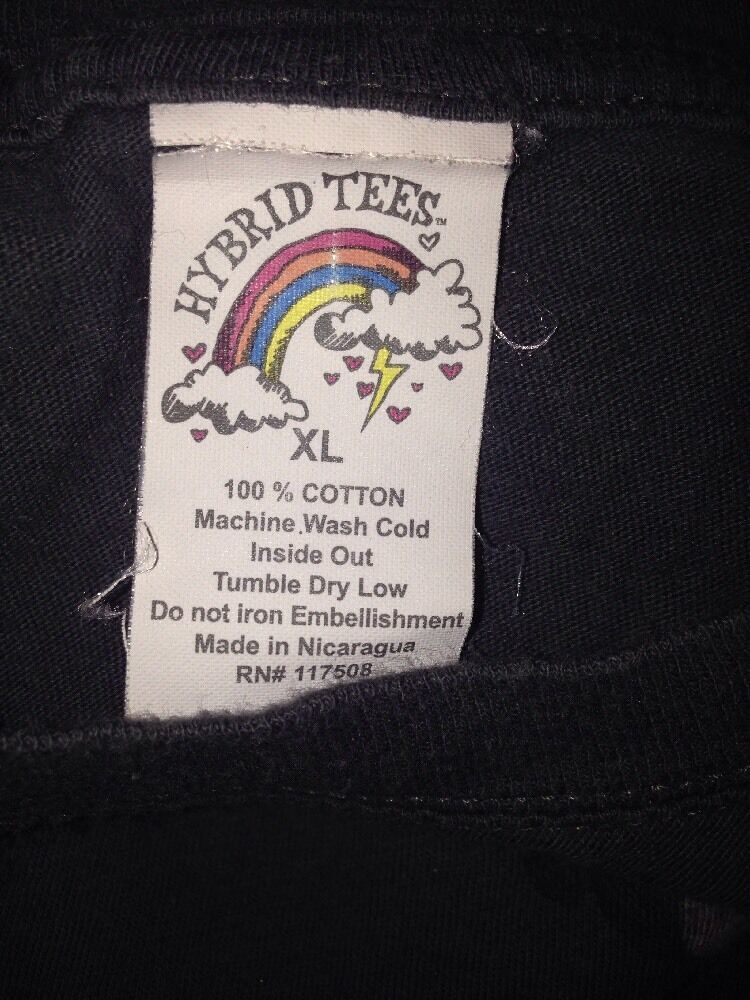 HYBRID TEES™
XL
100 % COTTON
Machine.Wash Cold
Inside Out
Tumble Dry Low
Do not iron Embellishment
Made in Nicaragua
RN# 117508